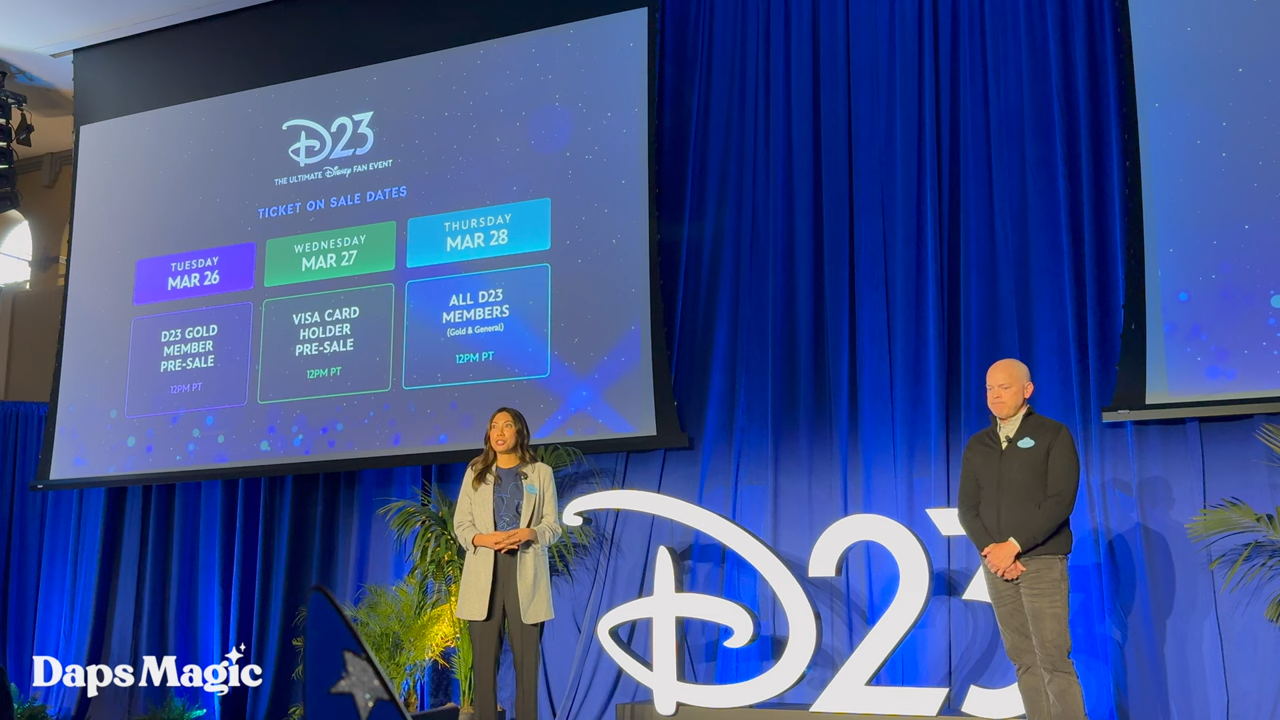 D23
THE ULTIMATE Disney FAN EVENT
TICKET ON SALE DATES
TUESDAY
MAR 26
D23 GOLD
MEMBER
PRE-SALE
12PM PT
WEDNESDAY
MAR 27
VISA CARD
HOLDER
PRE-SALE
12PM PT
THURSDAY
MAR 28
ALL D23
MEMBERS
(Gold & General)
12PM PT
D23
Daps Magic